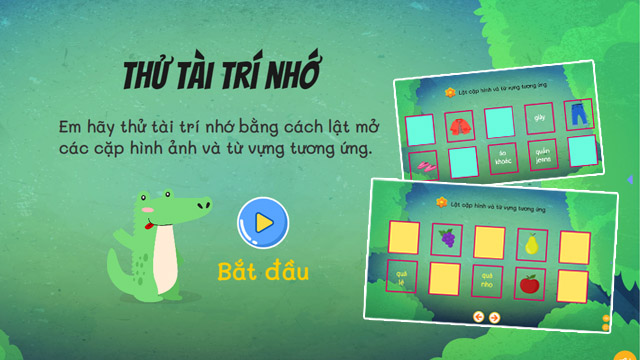 THỬ TÀI TRÍ NHỚ
Em hãy thử tài trí nhớ bằng cách lật mở
các cặp hình ảnh và từ vựng tương ứng.
Bắt đầu
Lật cặp hình và từ vựng tương ứng
giày
áo
khoác
quần
jeans
Lật cặp hình và từ vựng tương ứng
quả
lê
quả
nho